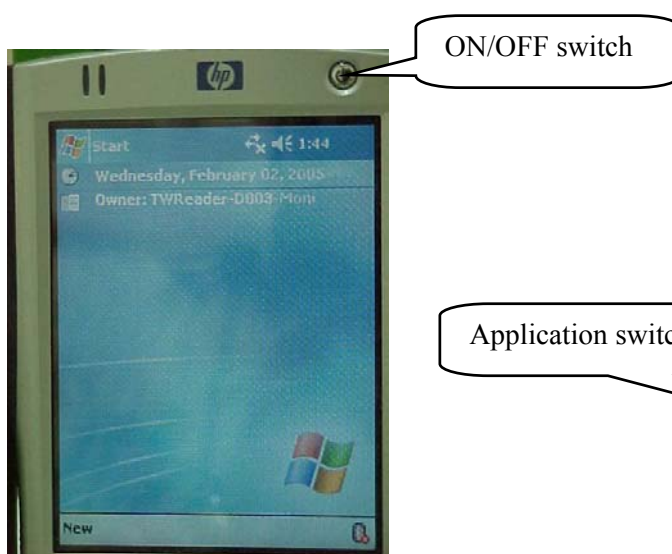 ON/OFF switch
hp
Start 1:44
Wednesday, February 02, 2005
Owner: TWReader-D003-Moni
Application switc
New